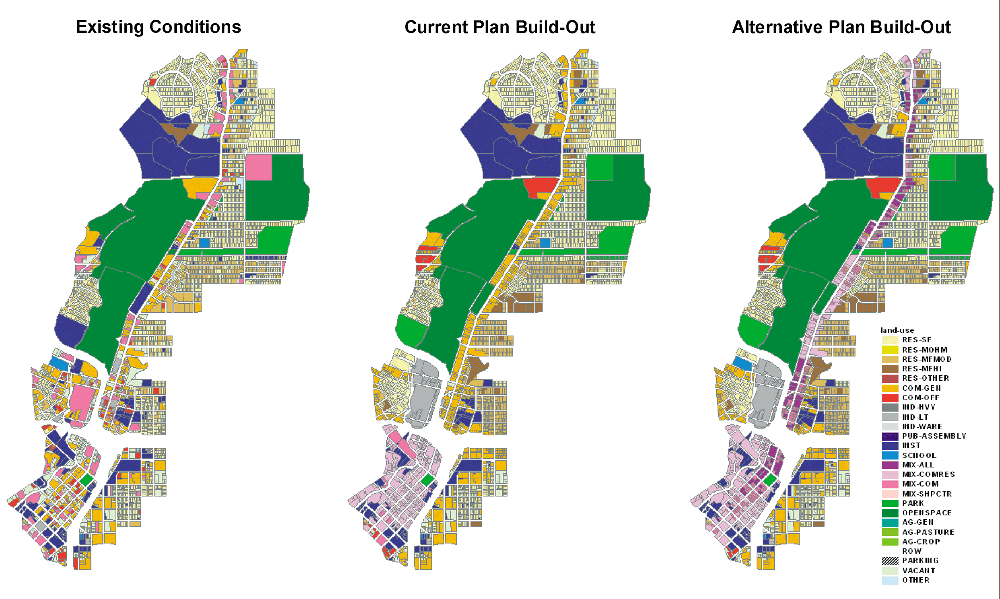 Existing Conditions
Current Plan Build-Out
Alternative Plan Build-Out
land-use
RES-SF
RES-MOHM
RES-MFMOD
RES-MFHI
RES-OTHER
COM-GEN
COM-OFF
IND-HVY
IND-LT
IND-WARE
PUB-ASSEMBLY
INST
SCHOOL
MIX-ALL
MIX-COMRES
MIX-COM
MIX-SHPCTR
PARK
OPENSPACE
AG-GEN
AG-PASTURE
AG-CROP
ROW
PARKING
VACANT
OTHER